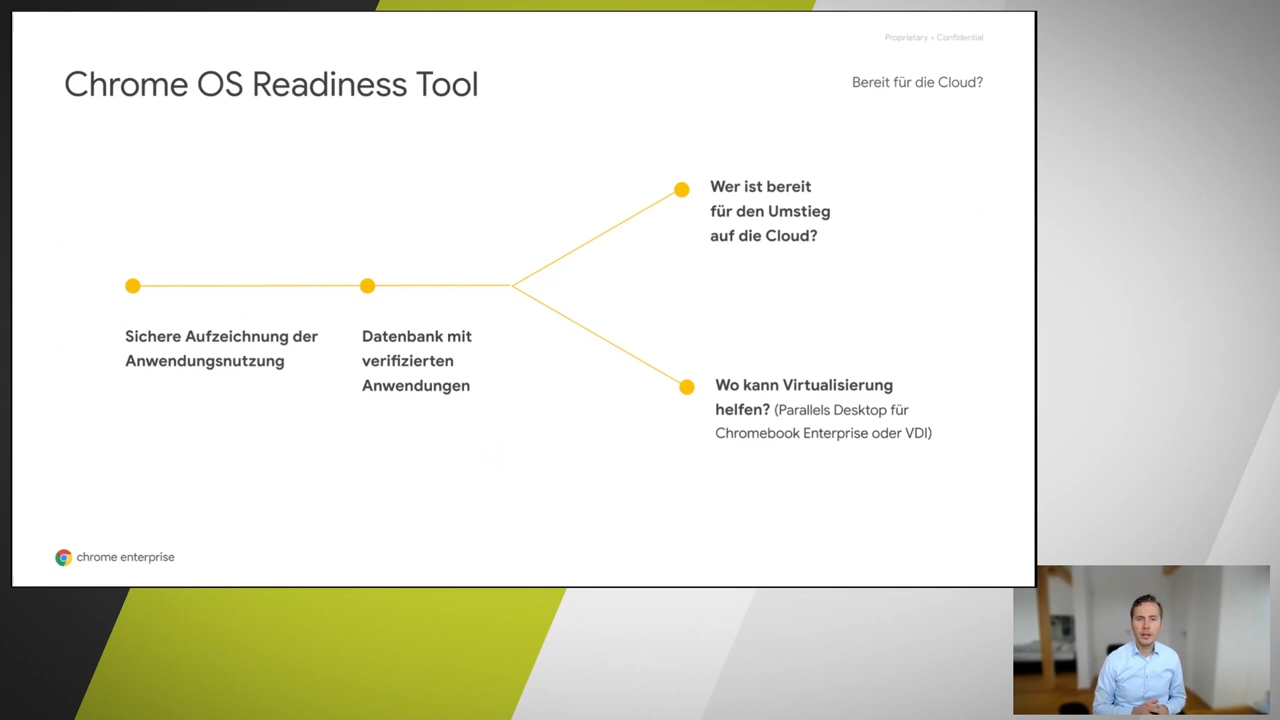 Proprietary + Confidential
Chrome OS Readiness Tool
Bereit für die Cloud?
Wer ist bereit
für den Umstieg
auf die Cloud?
Sichere Aufzeichnung der
Anwendungsnutzung
Datenbank mit
verifizierten
Anwendungen
Wo kann Virtualisierung
helfen? (Parallels Desktop für
Chromebook Enterprise oder VDI)
chrome enterprise